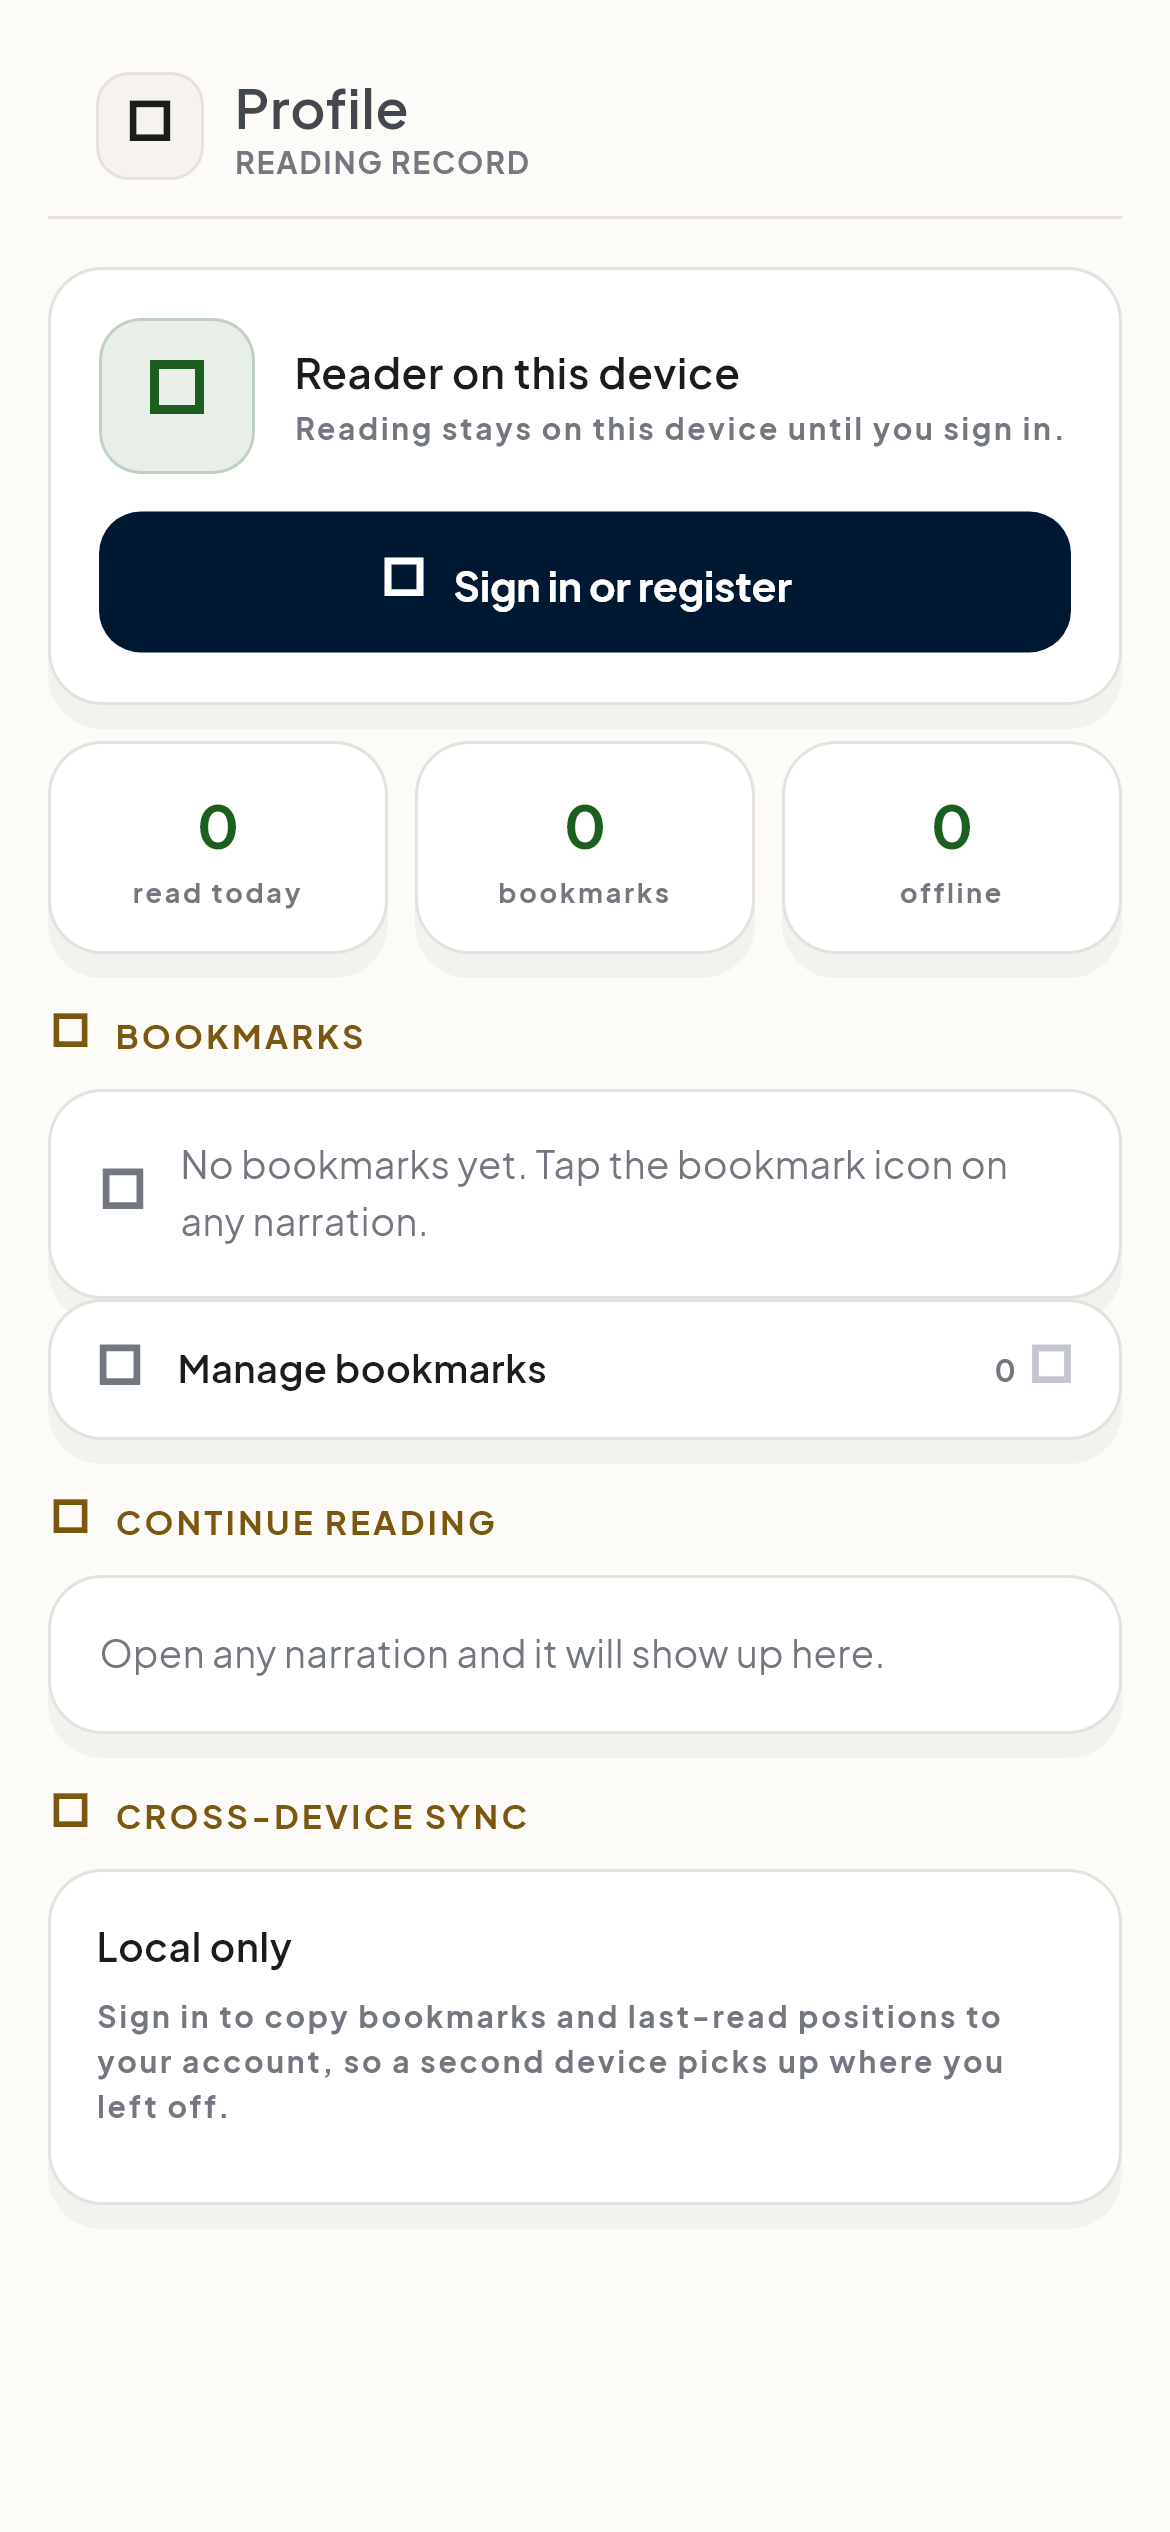 Profile
READING RECORD
Reader on this device
Reading stays on this device until you sign in.
Sign in or register
0
read today
0
bookmarks
0
offline
BOOKMARKS
No bookmarks yet. Tap the bookmark icon on
any narration.
Manage bookmarks
0
CONTINUE READING
Open any narration and it will show up here.
CROSS-DEVICE SYNC
Local only
Sign in to copy bookmarks and last-read positions to
your account, so a second device picks up where you
left off.